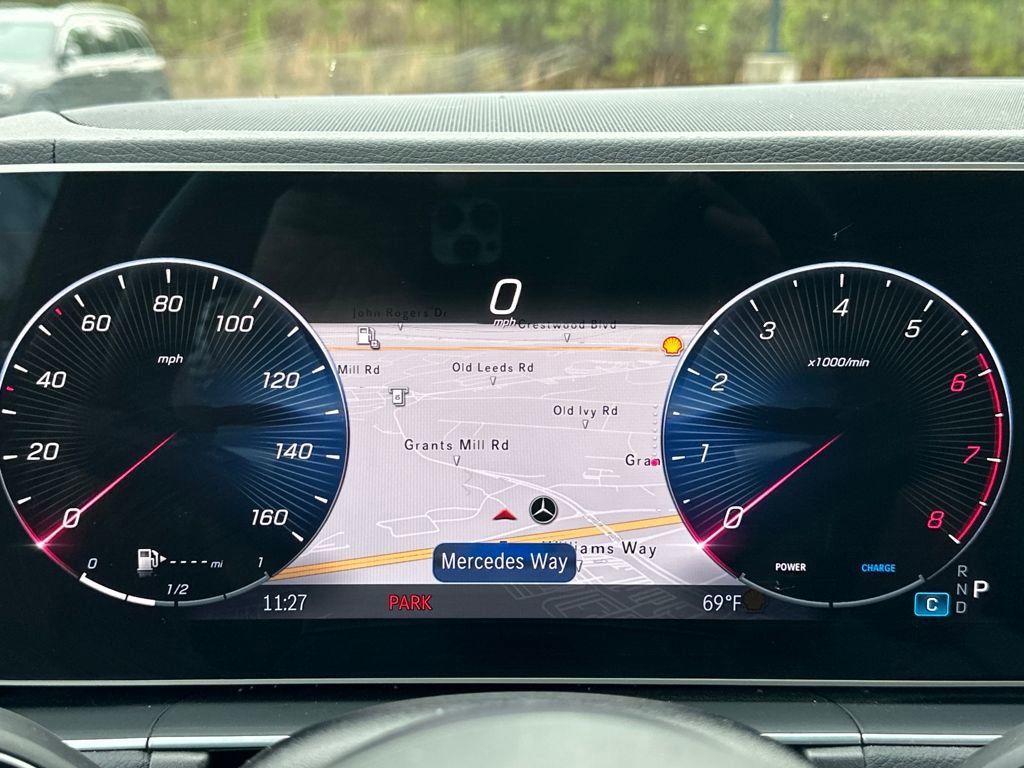 0
mph
John Rogers Dr
Crestwood Blvd
Mill Rd
Old Leeds Rd
Old Ivy Rd
Grants Mill Rd
Williams Way
Mercedes Way
11:27
PARK
69°F
0
20
40
60
80
100
120
140
160
mph
0
1/2
1
-----mi
0
1
2
3
4
5
6
7
8
x1000/min
POWER
CHARGE
C
R
N
D
P